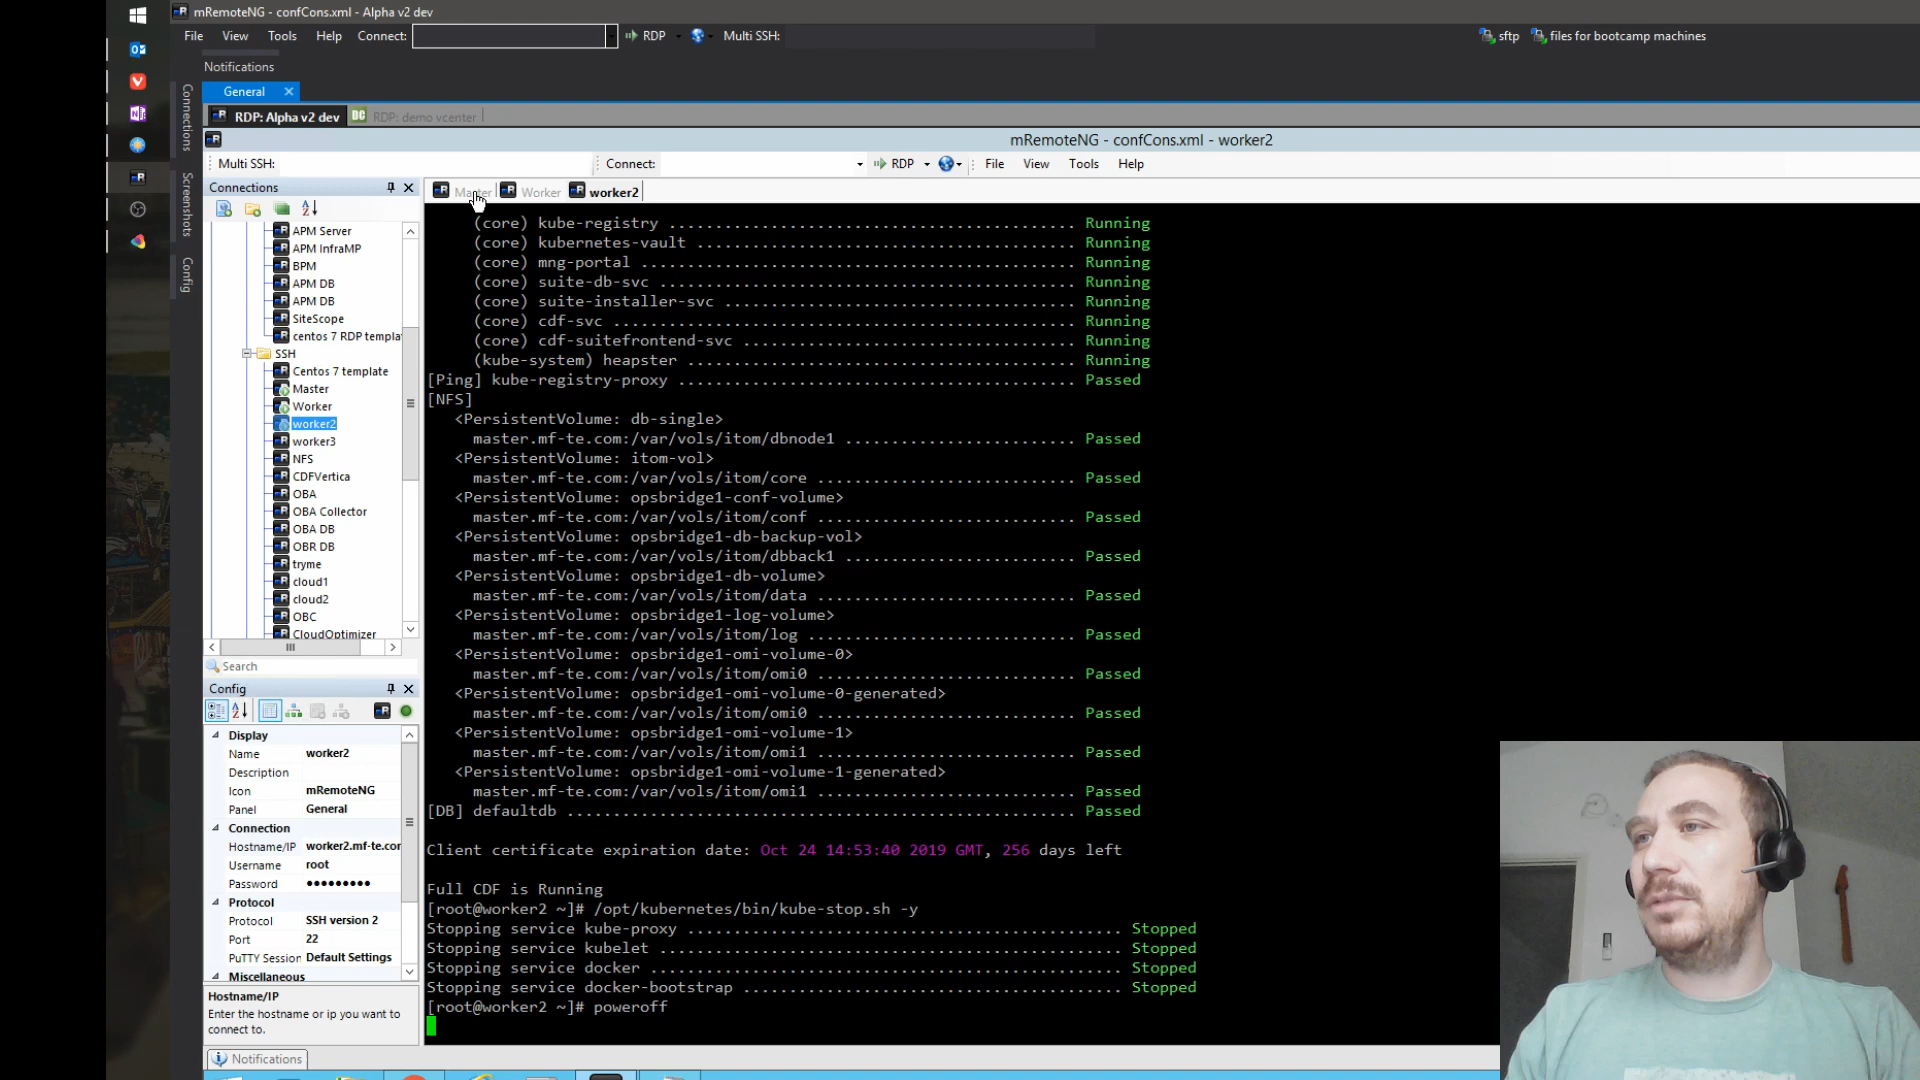 mRemoteNG - confCons.xml - Alpha v2 dev
File View Tools Help Connect: RDP Multi SSH: sftp files for bootcamp machines
Notifications
General
RDP: Alpha v2 dev RDP: demo vcenter
mRemoteNG - confCons.xml - worker2
Multi SSH: Connect: RDP File View Tools Help
Connections
Screenshots
Config
Connections
Master Worker worker2
APM Server
APM InfraMP
BPM
APM DB
APM DB
SiteScope
centos 7 RDP templa
SSH
Centos 7 template
Master
Worker
worker2
worker3
NFS
CDFVertica
OBA
OBA Collector
OBA DB
OBR DB
tryme
cloud1
cloud2
OBC
CloudOptimizer
Search
Config
Display
Name worker2
Description
Icon mRemoteNG
Panel General
Connection
Hostname/IP worker2.mf-te.con
Username root
Password ●●●●●●●●●
Protocol
Protocol SSH version 2
Port 22
PuTTY Session Default Settings
Miscellaneous
Hostname/IP
Enter the hostname or ip you want to
connect to.
Notifications
(core) kube-registry ............................................ Running
(core) kubernetes-vault ......................................... Running
(core) mng-portal ............................................... Running
(core) suite-db-svc ............................................. Running
(core) suite-installer-svc ...................................... Running
(core) cdf-svc .................................................. Running
(core) cdf-suitefrontend-svc .................................... Running
(kube-system) heapster .......................................... Running
[Ping] kube-registry-proxy ........................................... Passed
[NFS]
<PersistentVolume: db-single>
master.mf-te.com:/var/vols/itom/dbnode1 ......................... Passed
<PersistentVolume: itom-vol>
master.mf-te.com:/var/vols/itom/core ............................ Passed
<PersistentVolume: opsbridge1-conf-volume>
master.mf-te.com:/var/vols/itom/conf ............................ Passed
<PersistentVolume: opsbridge1-db-backup-vol>
master.mf-te.com:/var/vols/itom/dbback1 ......................... Passed
<PersistentVolume: opsbridge1-db-volume>
master.mf-te.com:/var/vols/itom/data ............................ Passed
<PersistentVolume: opsbridge1-log-volume>
master.mf-te.com:/var/vols/itom/log ............................. Passed
<PersistentVolume: opsbridge1-omi-volume-0>
master.mf-te.com:/var/vols/itom/omi0 ............................ Passed
<PersistentVolume: opsbridge1-omi-volume-0-generated>
master.mf-te.com:/var/vols/itom/omi0 ............................ Passed
<PersistentVolume: opsbridge1-omi-volume-1>
master.mf-te.com:/var/vols/itom/omi1 ............................ Passed
<PersistentVolume: opsbridge1-omi-volume-1-generated>
master.mf-te.com:/var/vols/itom/omi1 ............................ Passed
[DB] defaultdb ....................................................... Passed
Client certificate expiration date: Oct 24 14:53:40 2019 GMT, 256 days left
Full CDF is Running
[root@worker2 ~]# /opt/kubernetes/bin/kube-stop.sh -y
Stopping service kube-proxy ............................................... Stopped
Stopping service kubelet .................................................. Stopped
Stopping service docker ................................................... Stopped
Stopping service docker-bootstrap ......................................... Stopped
[root@worker2 ~]# poweroff